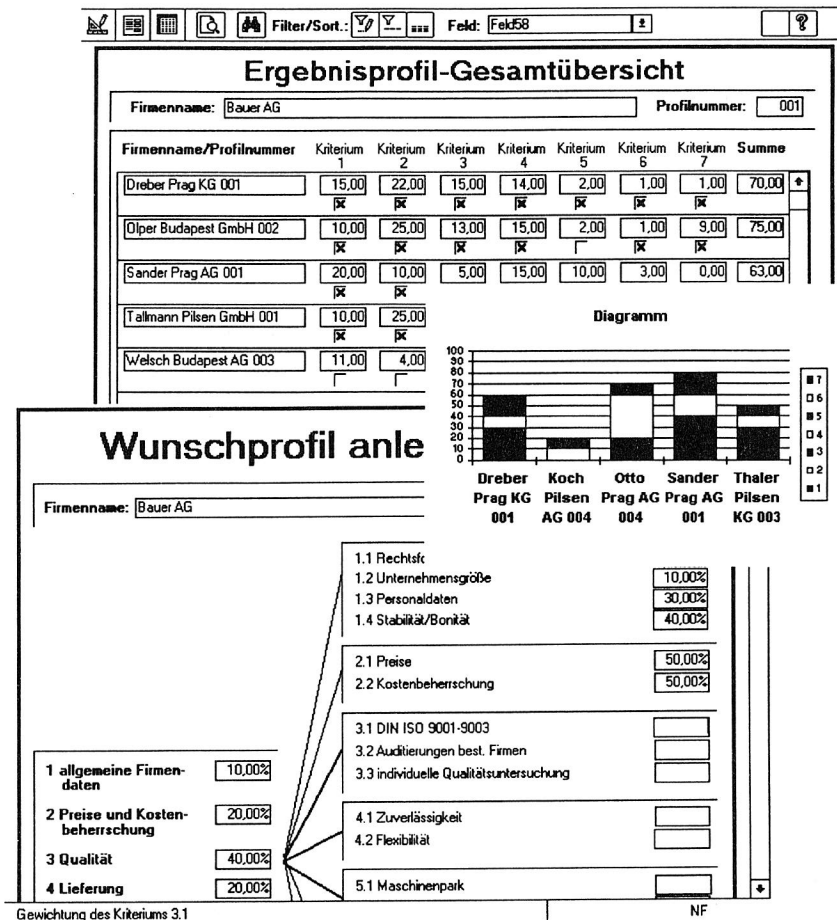 Filter/Sort.: Feld: Feld58
Ergebnisprofil-Gesamtübersicht
Firmenname: Bauer AG Profilnummer: 001
Firmenname/Profilnummer Kriterium 1 Kriterium 2 Kriterium 3 Kriterium 4 Kriterium 5 Kriterium 6 Kriterium 7 Summe
Dreber Prag KG 001 15,00 22,00 15,00 14,00 2,00 1,00 1,00 70,00
Olper Budapest GmbH 002 10,00 25,00 13,00 15,00 2,00 1,00 9,00 75,00
Sander Prag AG 001 20,00 10,00 5,00 15,00 10,00 3,00 0,00 63,00
Tallmann Pilsen GmbH 001 10,00 25,00
Welsch Budapest AG 003 11,00 4,00
Diagramm
100
90
80
70
60
50
40
30
20
10
0
7
6
5
4
3
2
1
Dreber Koch Otto Sander Thaler
Prag KG Pilsen Prag AG Prag AG Pilsen
001 AG 004 004 001 KG 003
Wunschprofil anle
Firmenname: Bauer AG
1.1 Rechtsfo
1.2 Unternehmensgröße 10,00%
1.3 Personaldaten 30,00%
1.4 Stabilität/Bonität 40,00%
2.1 Preise 50,00%
2.2 Kostenbeherrschung 50,00%
3.1 DIN ISO 9001-9003
3.2 Auditierungen best. Firmen
3.3 individuelle Qualitätsuntersuchung
4.1 Zuverlässigkeit
4.2 Flexibilität
5.1 Maschinenpark
1 allgemeine Firmen- 10,00%
daten
2 Preise und Kosten- 20,00%
beherrschung
3 Qualität 40,00%
4 Lieferung 20,00%
Gewichtung des Kriteriums 3.1 NF